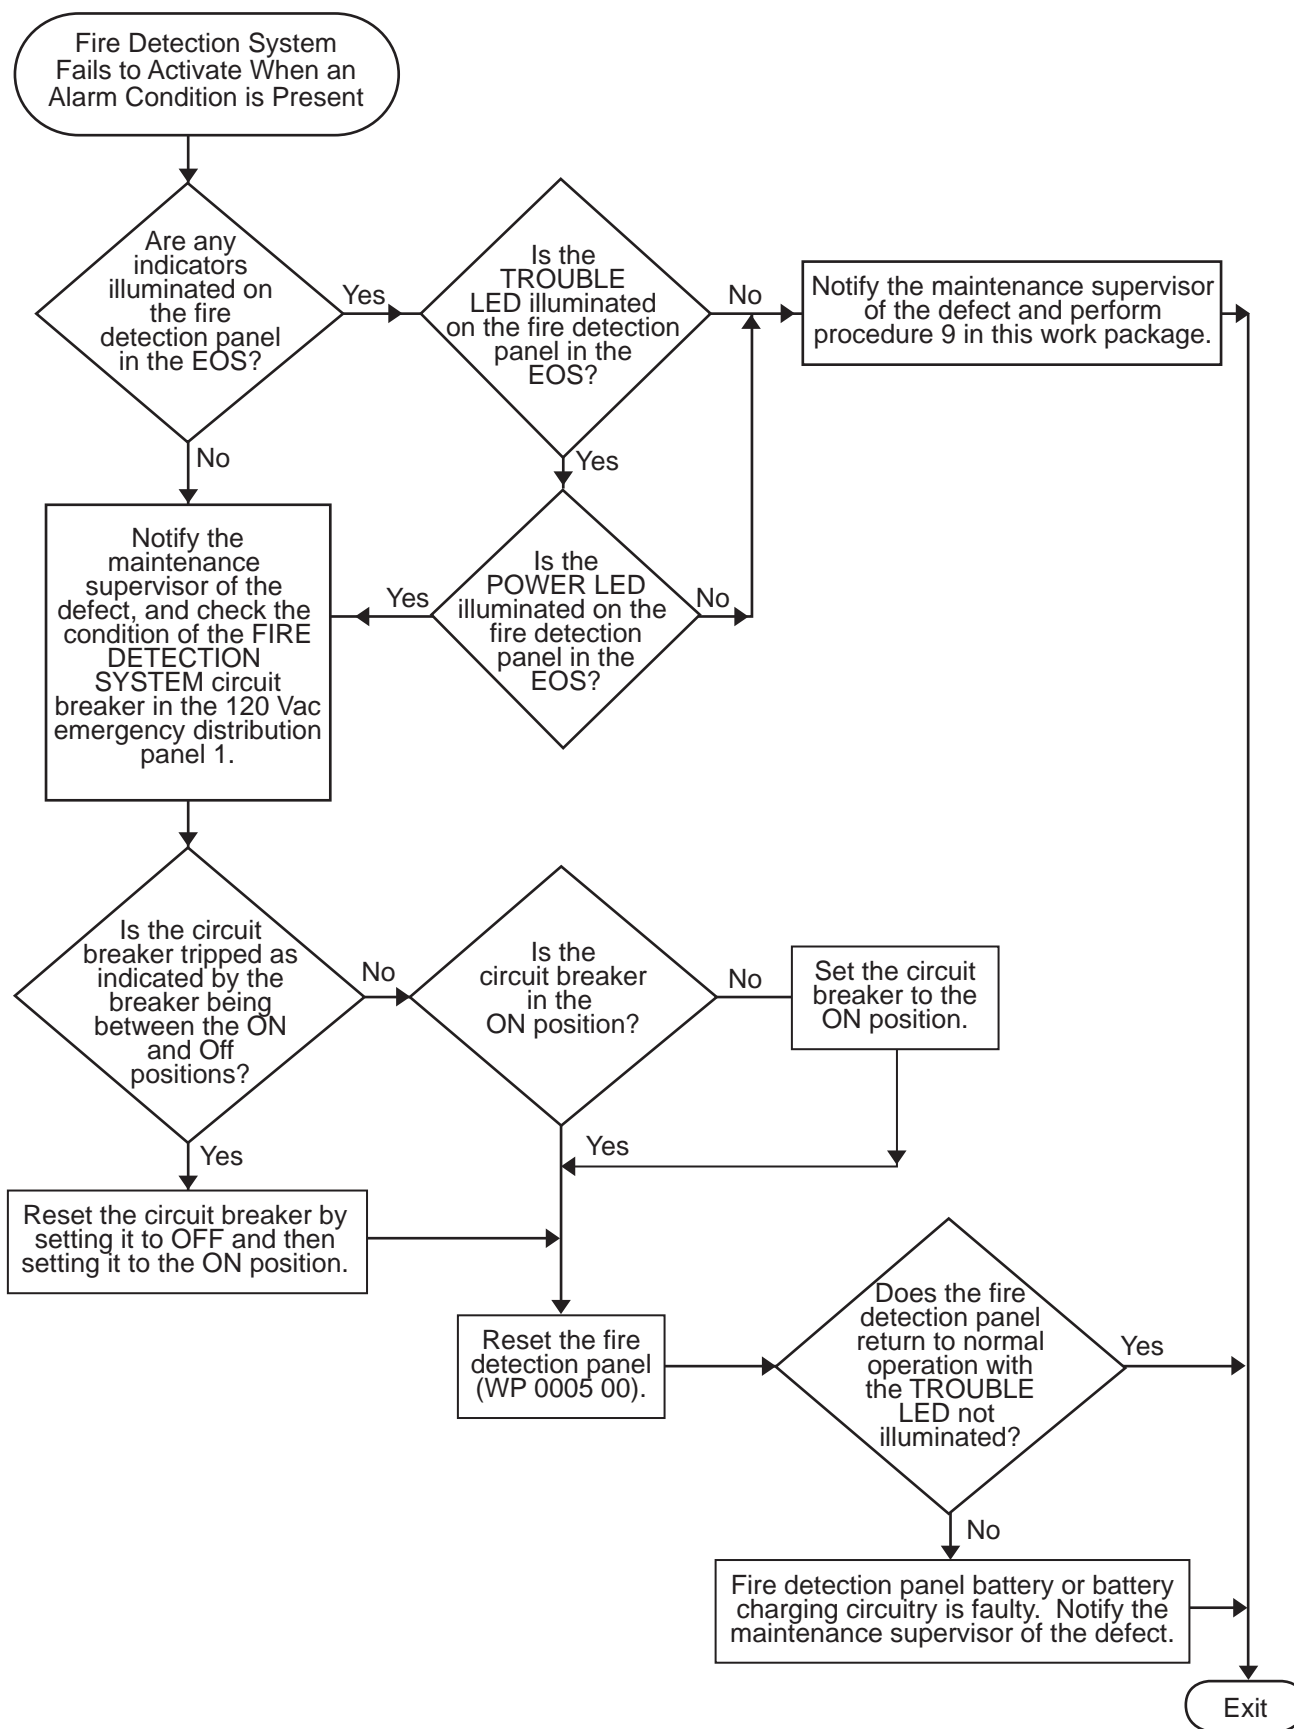 Fire Detection System
Fails to Activate When an
Alarm Condition is Present
Are any
indicators
illuminated on
the fire
detection panel
in the EOS?
Yes
Is the
TROUBLE
LED illuminated
on the fire detection
panel in the
EOS?
No
Notify the maintenance supervisor
of the defect and perform
procedure 9 in this work package.
No
Yes
Notify the
maintenance
supervisor of the
defect, and check the
condition of the FIRE
DETECTION
SYSTEM circuit
breaker in the 120 Vac
emergency distribution
panel 1.
Yes
Is the
POWER LED
illuminated on the
fire detection
panel in the
EOS?
No
Is the circuit
breaker tripped as
indicated by the
breaker being
between the ON
and Off
positions?
No
Is the
circuit breaker
in the
ON position?
No
Set the circuit
breaker to the
ON position.
Yes
Yes
Reset the circuit breaker by
setting it to OFF and then
setting it to the ON position.
Reset the fire
detection panel
(WP 0005 00).
Does the fire
detection panel
return to normal
operation with
the TROUBLE
LED not
illuminated?
Yes
No
Fire detection panel battery or battery
charging circuitry is faulty.  Notify the
maintenance supervisor of the defect.
Exit